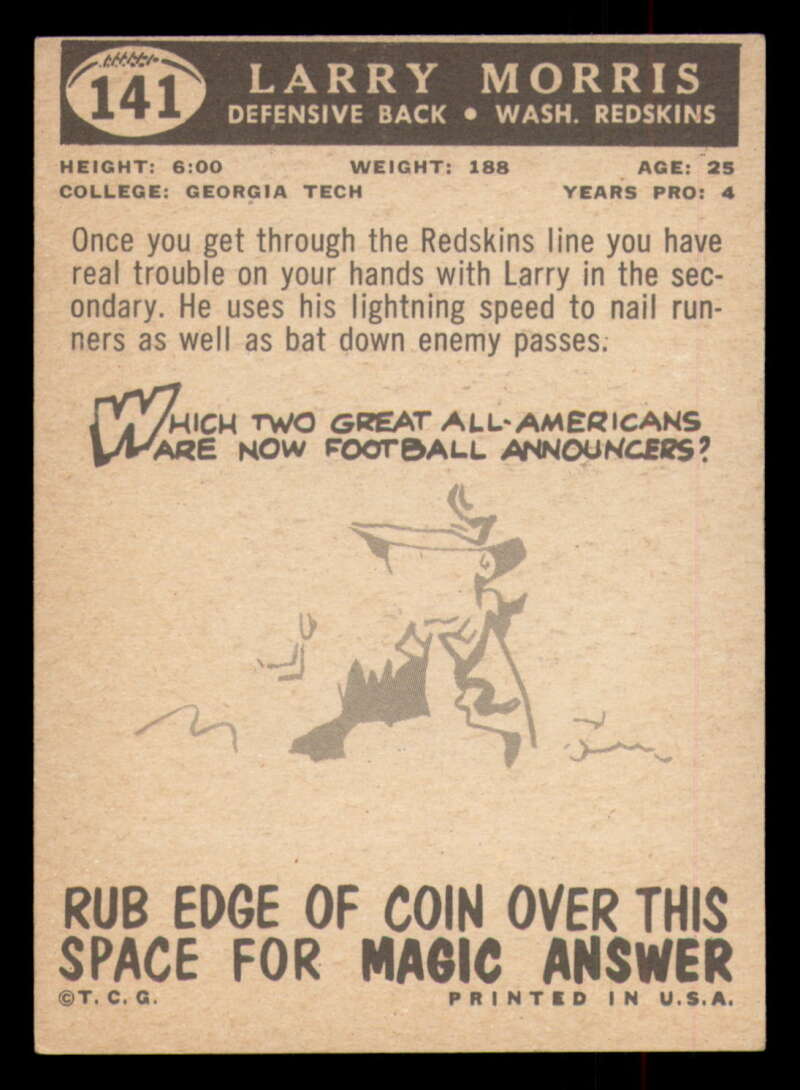 141
LARRY MORRIS
DEFENSIVE BACK • WASH. REDSKINS
HEIGHT: 6:00 WEIGHT: 188 AGE: 25
COLLEGE: GEORGIA TECH YEARS PRO: 4
Once you get through the Redskins line you have
real trouble on your hands with Larry in the sec-
ondary. He uses his lightning speed to nail run-
ners as well as bat down enemy passes.
WHICH TWO GREAT ALL-AMERICANS
ARE NOW FOOTBALL ANNOUNCERS?
RUB EDGE OF COIN OVER THIS
SPACE FOR MAGIC ANSWER
©T. C. G. PRINTED IN U.S.A.